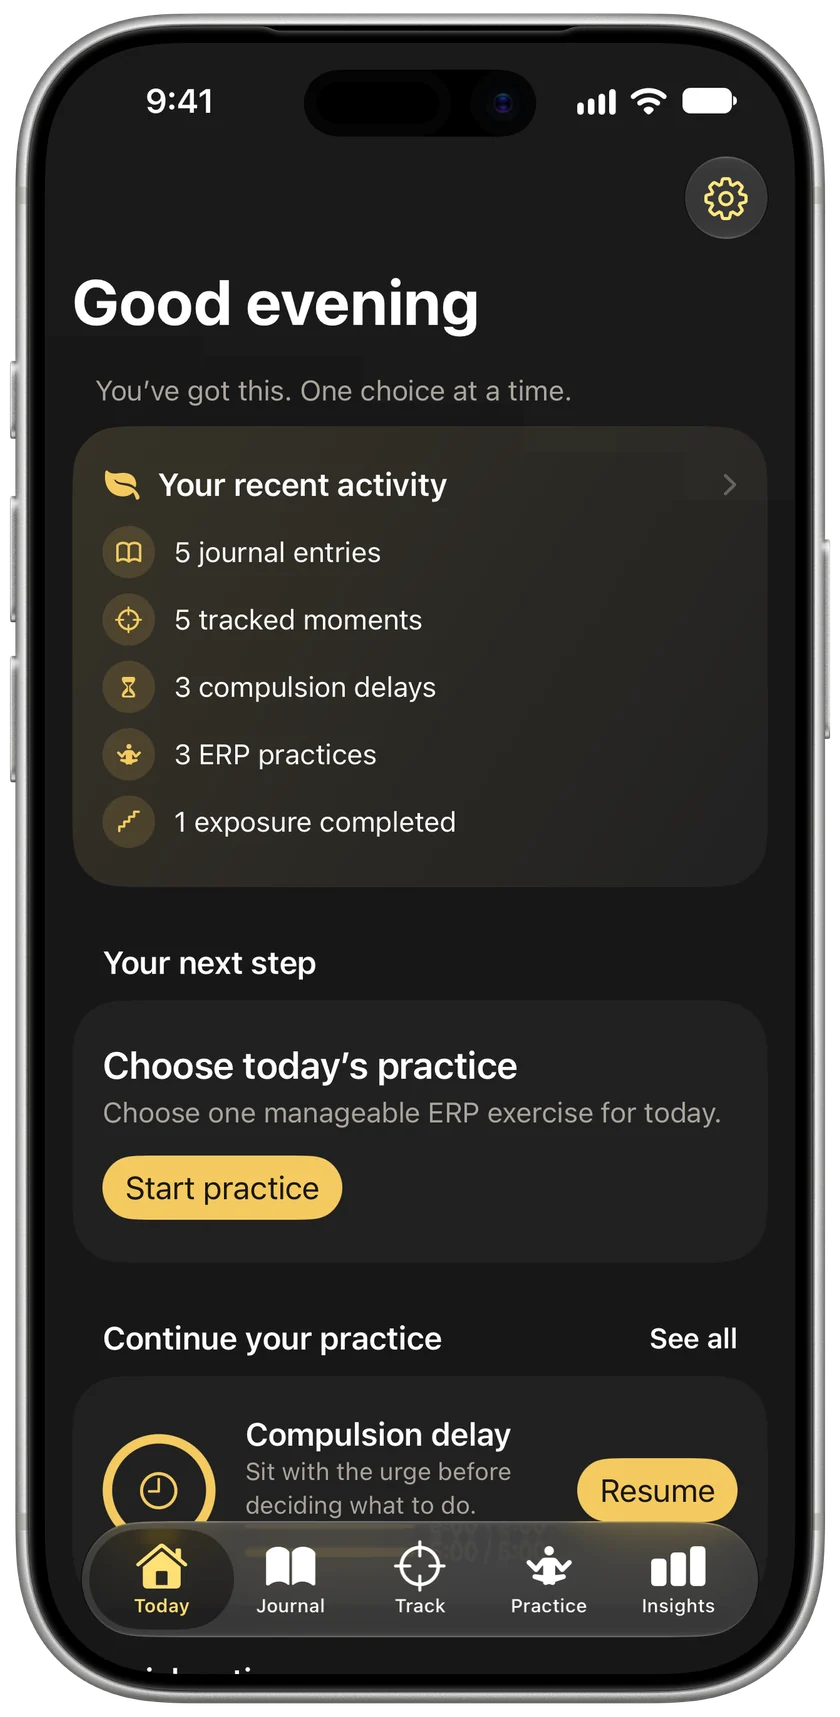 9:41
Good evening
You’ve got this. One choice at a time.
Your recent activity
5 journal entries
5 tracked moments
3 compulsion delays
3 ERP practices
1 exposure completed
Your next step
Choose today’s practice
Choose one manageable ERP exercise for today.
Start practice
Continue your practice
See all
Compulsion delay
Sit with the urge before
deciding what to do.
Resume
Today
Journal
Track
Practice
Insights